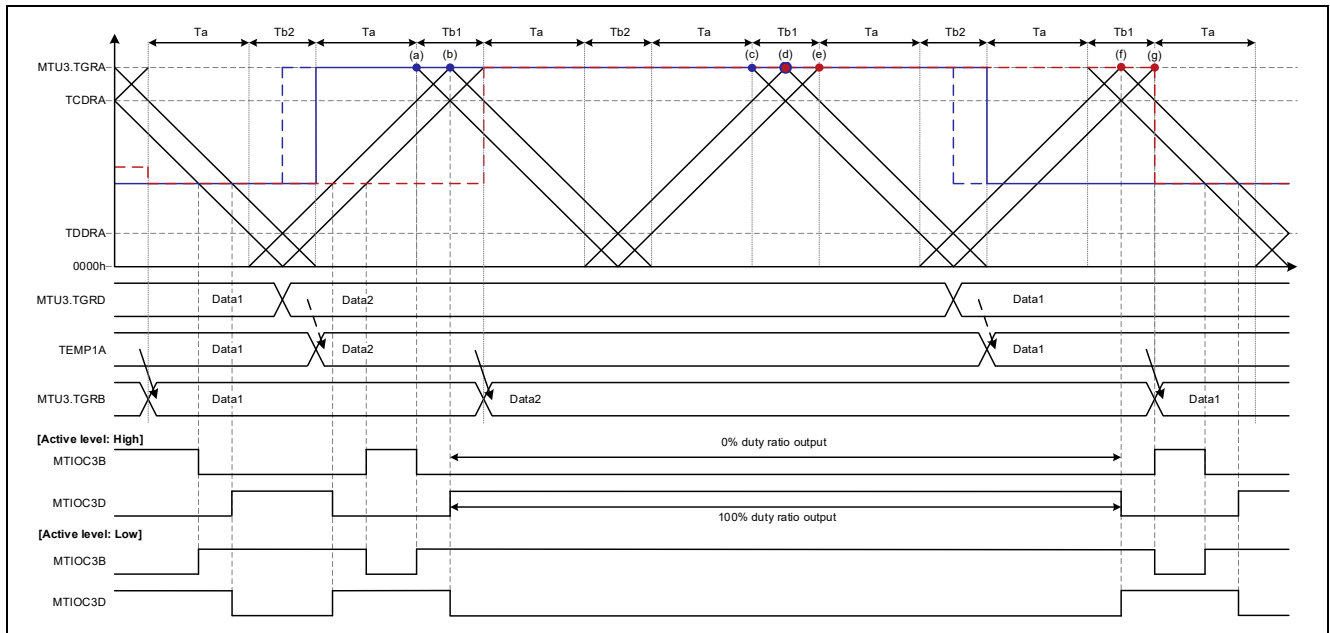 Ta Tb2 Ta Tb1 Ta Tb2 Ta Tb1 Ta Tb2 Ta Tb1 Ta
(a) (b) (c) (d) (e) (f) (g)
MTU3.TGRA
TCDRA
TDDRA
0000h
MTU3.TGRD Data1 Data2 Data1
TEMP1A Data1 Data2 Data1
MTU3.TGRB Data1 Data2 Data1
[Active level: High]
0% duty ratio output
MTIOC3B
MTIOC3D
100% duty ratio output
[Active level: Low]
MTIOC3B
MTIOC3D